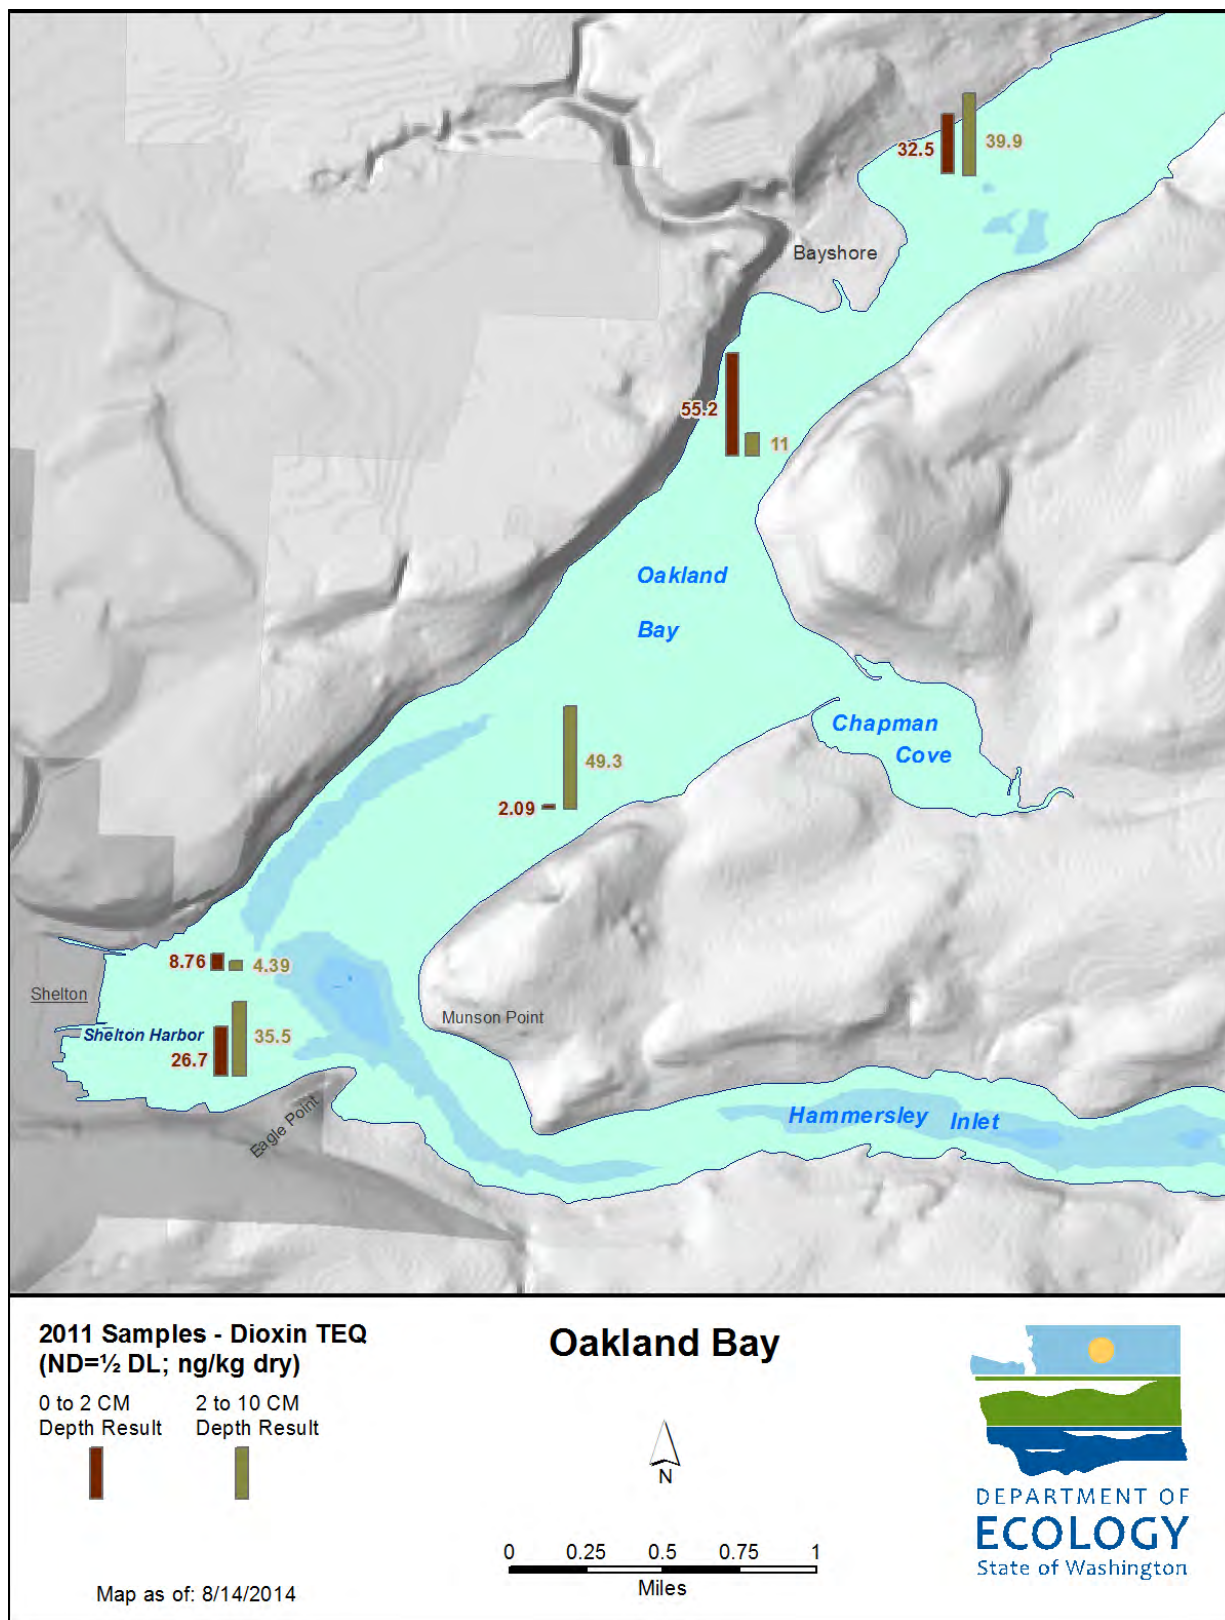 32.5
39.9
Bayshore
55.2
11
Oakland
Bay
Chapman
Cove
49.3
2.09
8.76
4.39
Shelton
Shelton Harbor
35.5
26.7
Munson Point
Eagle Point
Hammersley Inlet
2011 Samples - Dioxin TEQ
(ND=½ DL; ng/kg dry)
0 to 2 CM
Depth Result
2 to 10 CM
Depth Result
Map as of: 8/14/2014
Oakland Bay
N
0 0.25 0.5 0.75 1
Miles
DEPARTMENT OF
ECOLOGY
State of Washington